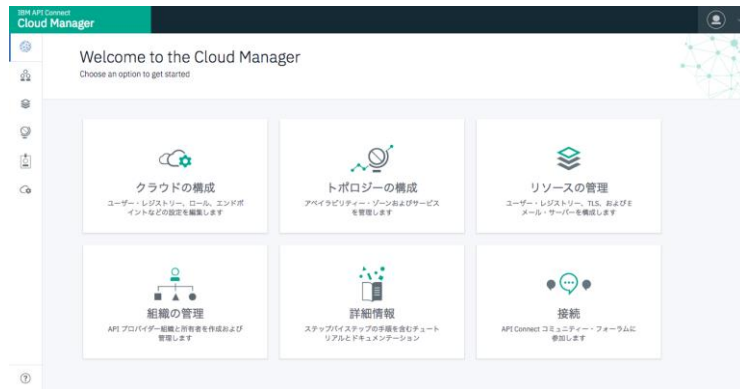 IBM API Connect
Cloud Manager
Welcome to the Cloud Manager
Choose an option to get started
クラウドの構成
ユーザー・レジストリー、ロール、エンドポ
イントなどの設定を編集します
トポロジーの構成
アベイラビリティー・ゾーンおよびサービス
を管理します
リソースの管理
ユーザー・レジストリー、TLS、およびE
メール・サーバーを構成します
組織の管理
API プロバイダー組織と所有者を作成および
管理します
詳細情報
ステップバイステップの手順を含むチュート
リアルとドキュメンテーション
接続
API Connect コミュニティー・フォーラムに
参加します